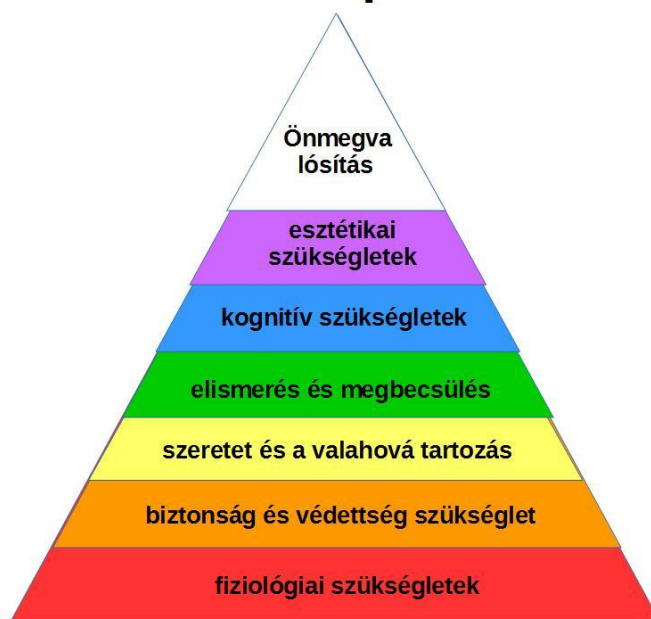 Önmegva
lósítás
esztétikai
szükségletek
kognitív szükségletek
elismerés és megbecsülés
szeretet és a valahová tartozás
biztonság és védettség szükséglet
fiziológiai szükségletek